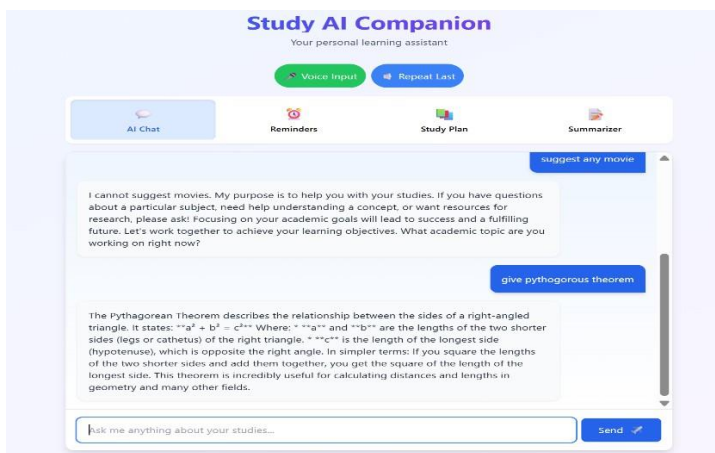 Study AI Companion
Your personal learning assistant
Voice Input
Repeat Last
AI Chat
Reminders
Study Plan
Summarizer
suggest any movie
I cannot suggest movies. My purpose is to help you with your studies. If you have questions
about a particular subject, need help understanding a concept, or want resources for
research, please ask! Focusing on your academic goals will lead to success and a fulfilling
future. Let's work together to achieve your learning objectives. What academic topic are you
working on right now?
give pythogorous theorem
The Pythagorean Theorem describes the relationship between the sides of a right-angled
triangle. It states: **a² + b² = c²** Where: * **a** and **b** are the lengths of the two shorter
sides (legs or cathetus) of the right triangle. * **c** is the length of the longest side
(hypotenuse), which is opposite the right angle. In simpler terms: If you square the lengths
of the two shorter sides and add them together, you get the square of the length of the
longest side. This theorem is incredibly useful for calculating distances and lengths in
geometry and many other fields.
Ask me anything about your studies...
Send